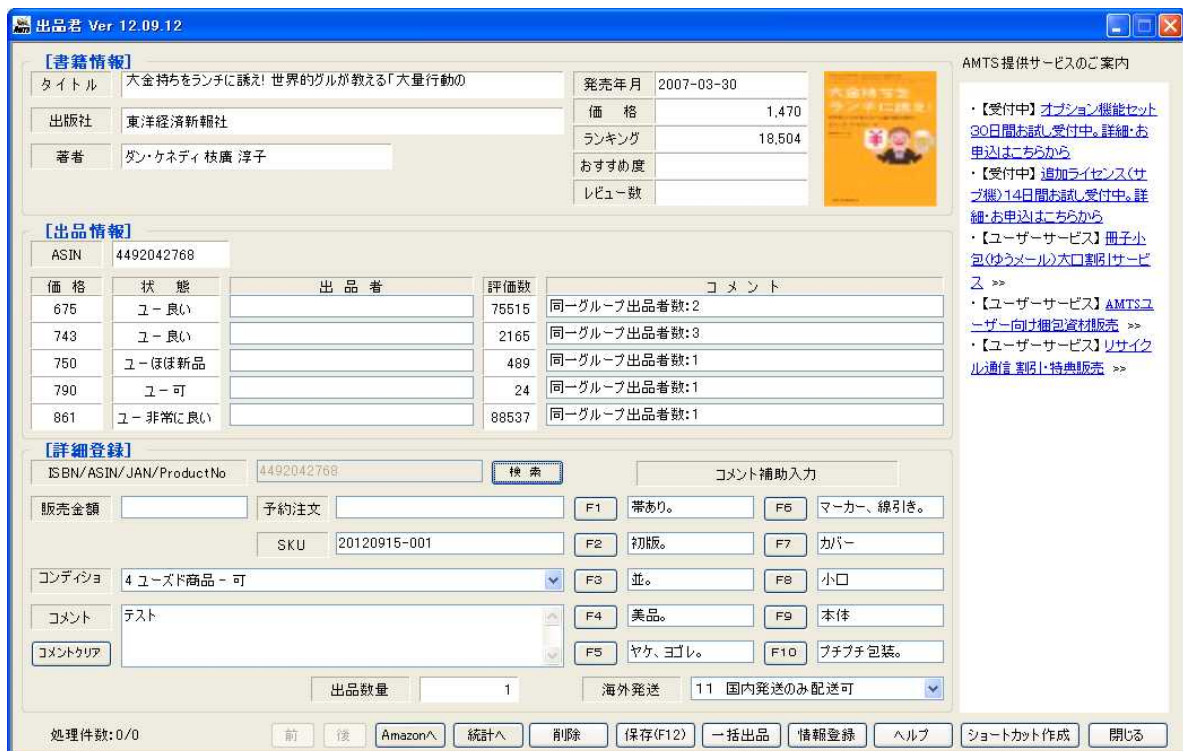 出品君 Ver 12.09.12
[書籍情報]
タイトル 大金持ちをランチに誘え! 世界的グルが教える「大量行動の
出版社 東洋経済新報社
著者 ダン・ケネディ 枝廣 淳子
発売年月 2007-03-30
価 格 1,470
ランキング 18,504
おすすめ度
レビュー数
大金持ちを
ランチに誘え!
[出品情報]
ASIN 4492042768
価 格 状 態 出 品 者 評価数 コ メ ン ト
675 ユー 良い 75515 同一グループ出品者数:2
743 ユー 良い 2165 同一グループ出品者数:3
750 ユー ほぼ新品 489 同一グループ出品者数:1
790 ユー 可 24 同一グループ出品者数:1
861 ユー 非常に良い 88537 同一グループ出品者数:1
[詳細登録]
ISBN/ASIN/JAN/ProductNo 4492042768 検 索 コメント補助入力
販売金額 予約注文 F1 帯あり。 F6 マーカー、線引き。
SKU 20120915-001 F2 初版。 F7 カバー
コンディショ 4 ユーズド商品 - 可 F3 並。 F8 小口
コメント テスト F4 美品。 F9 本体
コメントクリア F5 ヤケ、ヨゴレ。 F10 プチプチ包装。
出品数量 1 海外発送 11 国内発送のみ配送可
処理件数:0/0 前 後 Amazonへ 統計へ 削除 保存(F12) 一括出品 情報登録 ヘルプ ショートカット作成 閉じる
AMTS提供サービスのご案内
・【受付中】オプション機能セット
30日間お試し受付中。詳細・お
申込はこちらから
・【受付中】追加ライセンス(サ
ブ機)14日間お試し受付中。詳
細・お申込はこちらから
・【ユーザーサービス】冊子小
包(ゆうメール)大口割引サービ
ス >>
・【ユーザーサービス】AMTSユ
ーザー向け梱包資材販売 >>
・【ユーザーサービス】リサイク
ル通信 割引・特典販売 >>